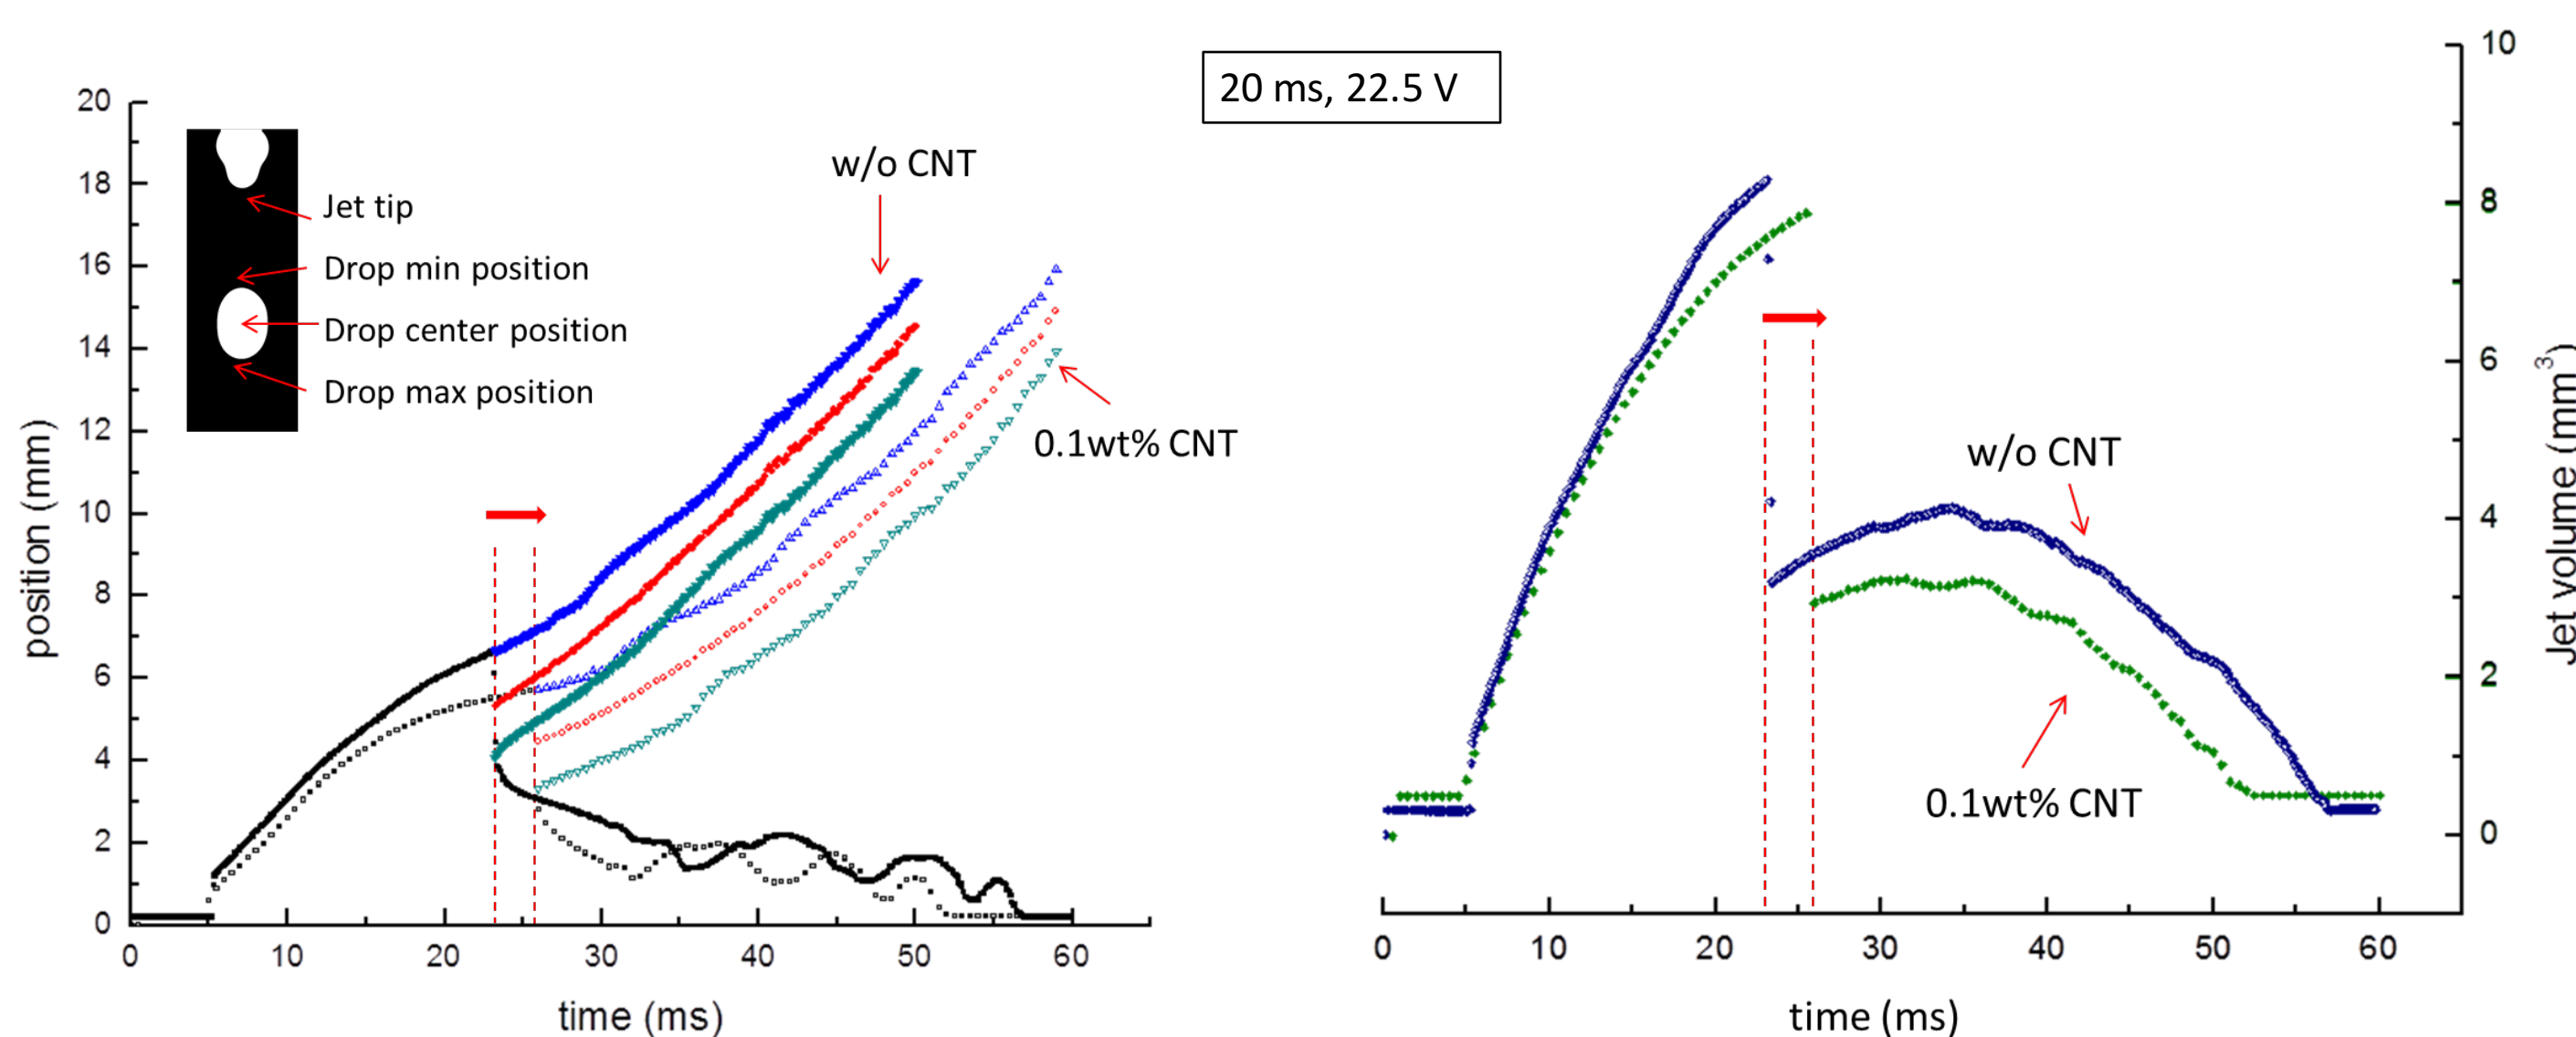 20 ms, 22.5 V
position (mm)
20
18
16
14
12
10
8
6
4
2
0
Jet tip
Drop min position
Drop center position
Drop max position
w/o CNT
0.1wt% CNT
0 10 20 30 40 50 60
time (ms)
w/o CNT
0.1wt% CNT
10
8
6
4
2
0
Jet volume (mm³)
0 10 20 30 40 50 60
time (ms)